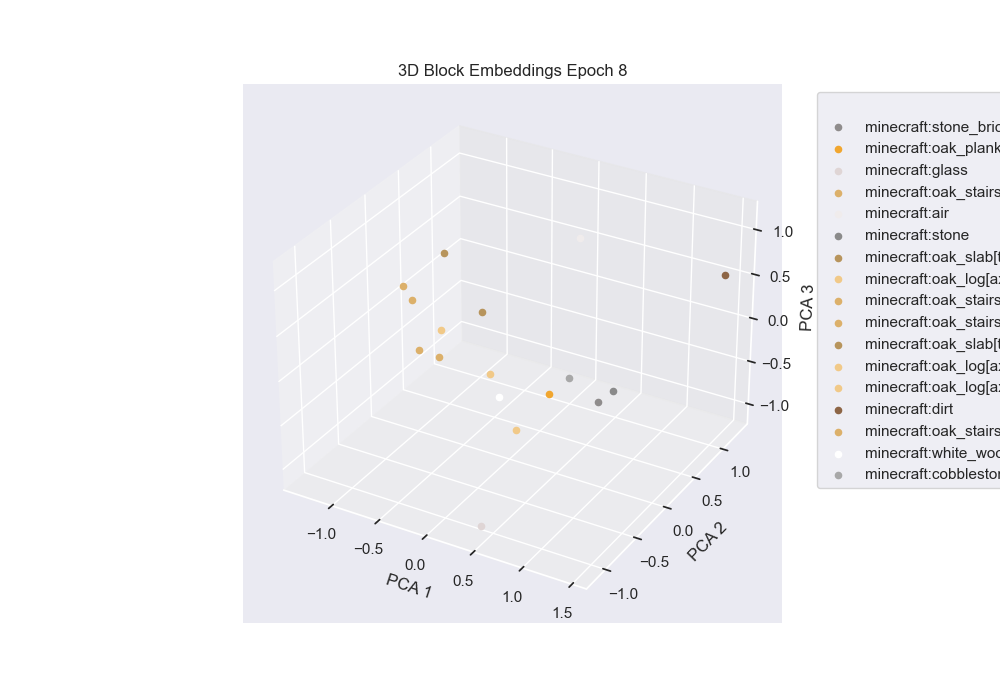 3D Block Embeddings Epoch 8
minecraft:stone_bric
minecraft:oak_plank
minecraft:glass
minecraft:oak_stairs
minecraft:air
minecraft:stone
minecraft:oak_slab[t
minecraft:oak_log[ax
minecraft:oak_stairs
minecraft:oak_stairs
minecraft:oak_slab[t
minecraft:oak_log[ax
minecraft:oak_log[ax
minecraft:dirt
minecraft:oak_stairs
minecraft:white_woo
minecraft:cobbleston
1.0
0.5
0.0
−0.5
−1.0
PCA 3
1.0
0.5
0.0
−0.5
−1.0
PCA 2
−1.0
−0.5
0.0
0.5
1.0
1.5
PCA 1